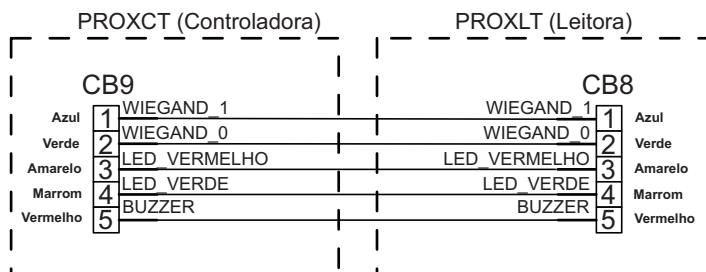 PROXCT (Controladora) PROXLT (Leitora)
CB9 CB8
Azul 1 WIEGAND_1 WIEGAND_1 1 Azul
Verde 2 WIEGAND_0 WIEGAND_0 2 Verde
Amarelo 3 LED_VERMELHO LED_VERMELHO 3 Amarelo
Marrom 4 LED_VERDE LED_VERDE 4 Marrom
Vermelho 5 BUZZER BUZZER 5 Vermelho